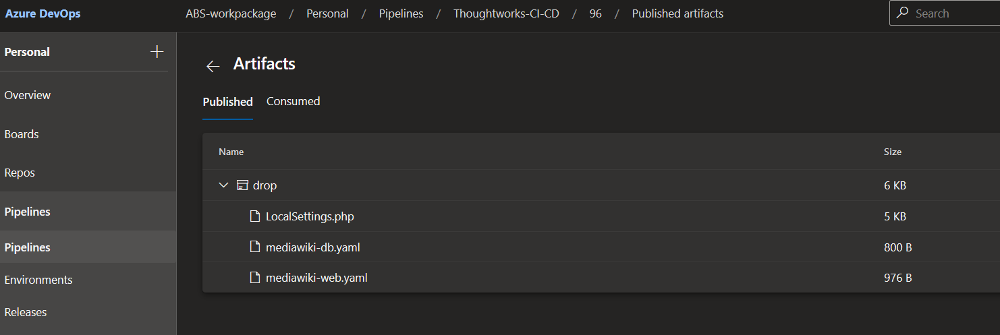 Azure DevOps
ABS-workpackage / Personal / Pipelines / Thoughtworks-CI-CD / 96 / Published artifacts
Search
Personal
Overview
Boards
Repos
Pipelines
Pipelines
Environments
Releases
Artifacts
Published Consumed
Name Size
drop 6 KB
LocalSettings.php 5 KB
mediawiki-db.yaml 800 B
mediawiki-web.yaml 976 B